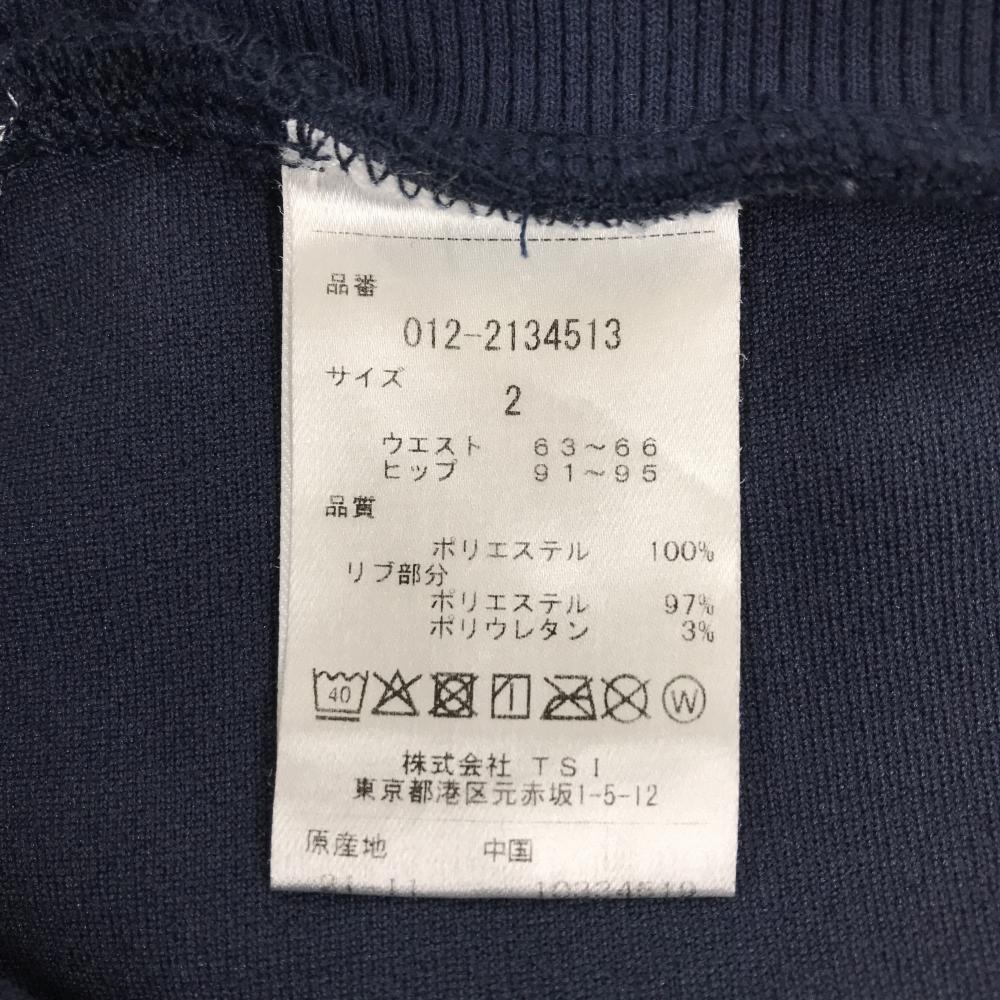 品番
012-2134513
サイズ
2
ウエスト 63～66
ヒップ 91～95
品質
ポリエステル 100%
リブ部分
ポリエステル 97%
ポリウレタン 3%
40 W
株式会社 TSI
東京都港区元赤坂1-5-12
原産地 中国